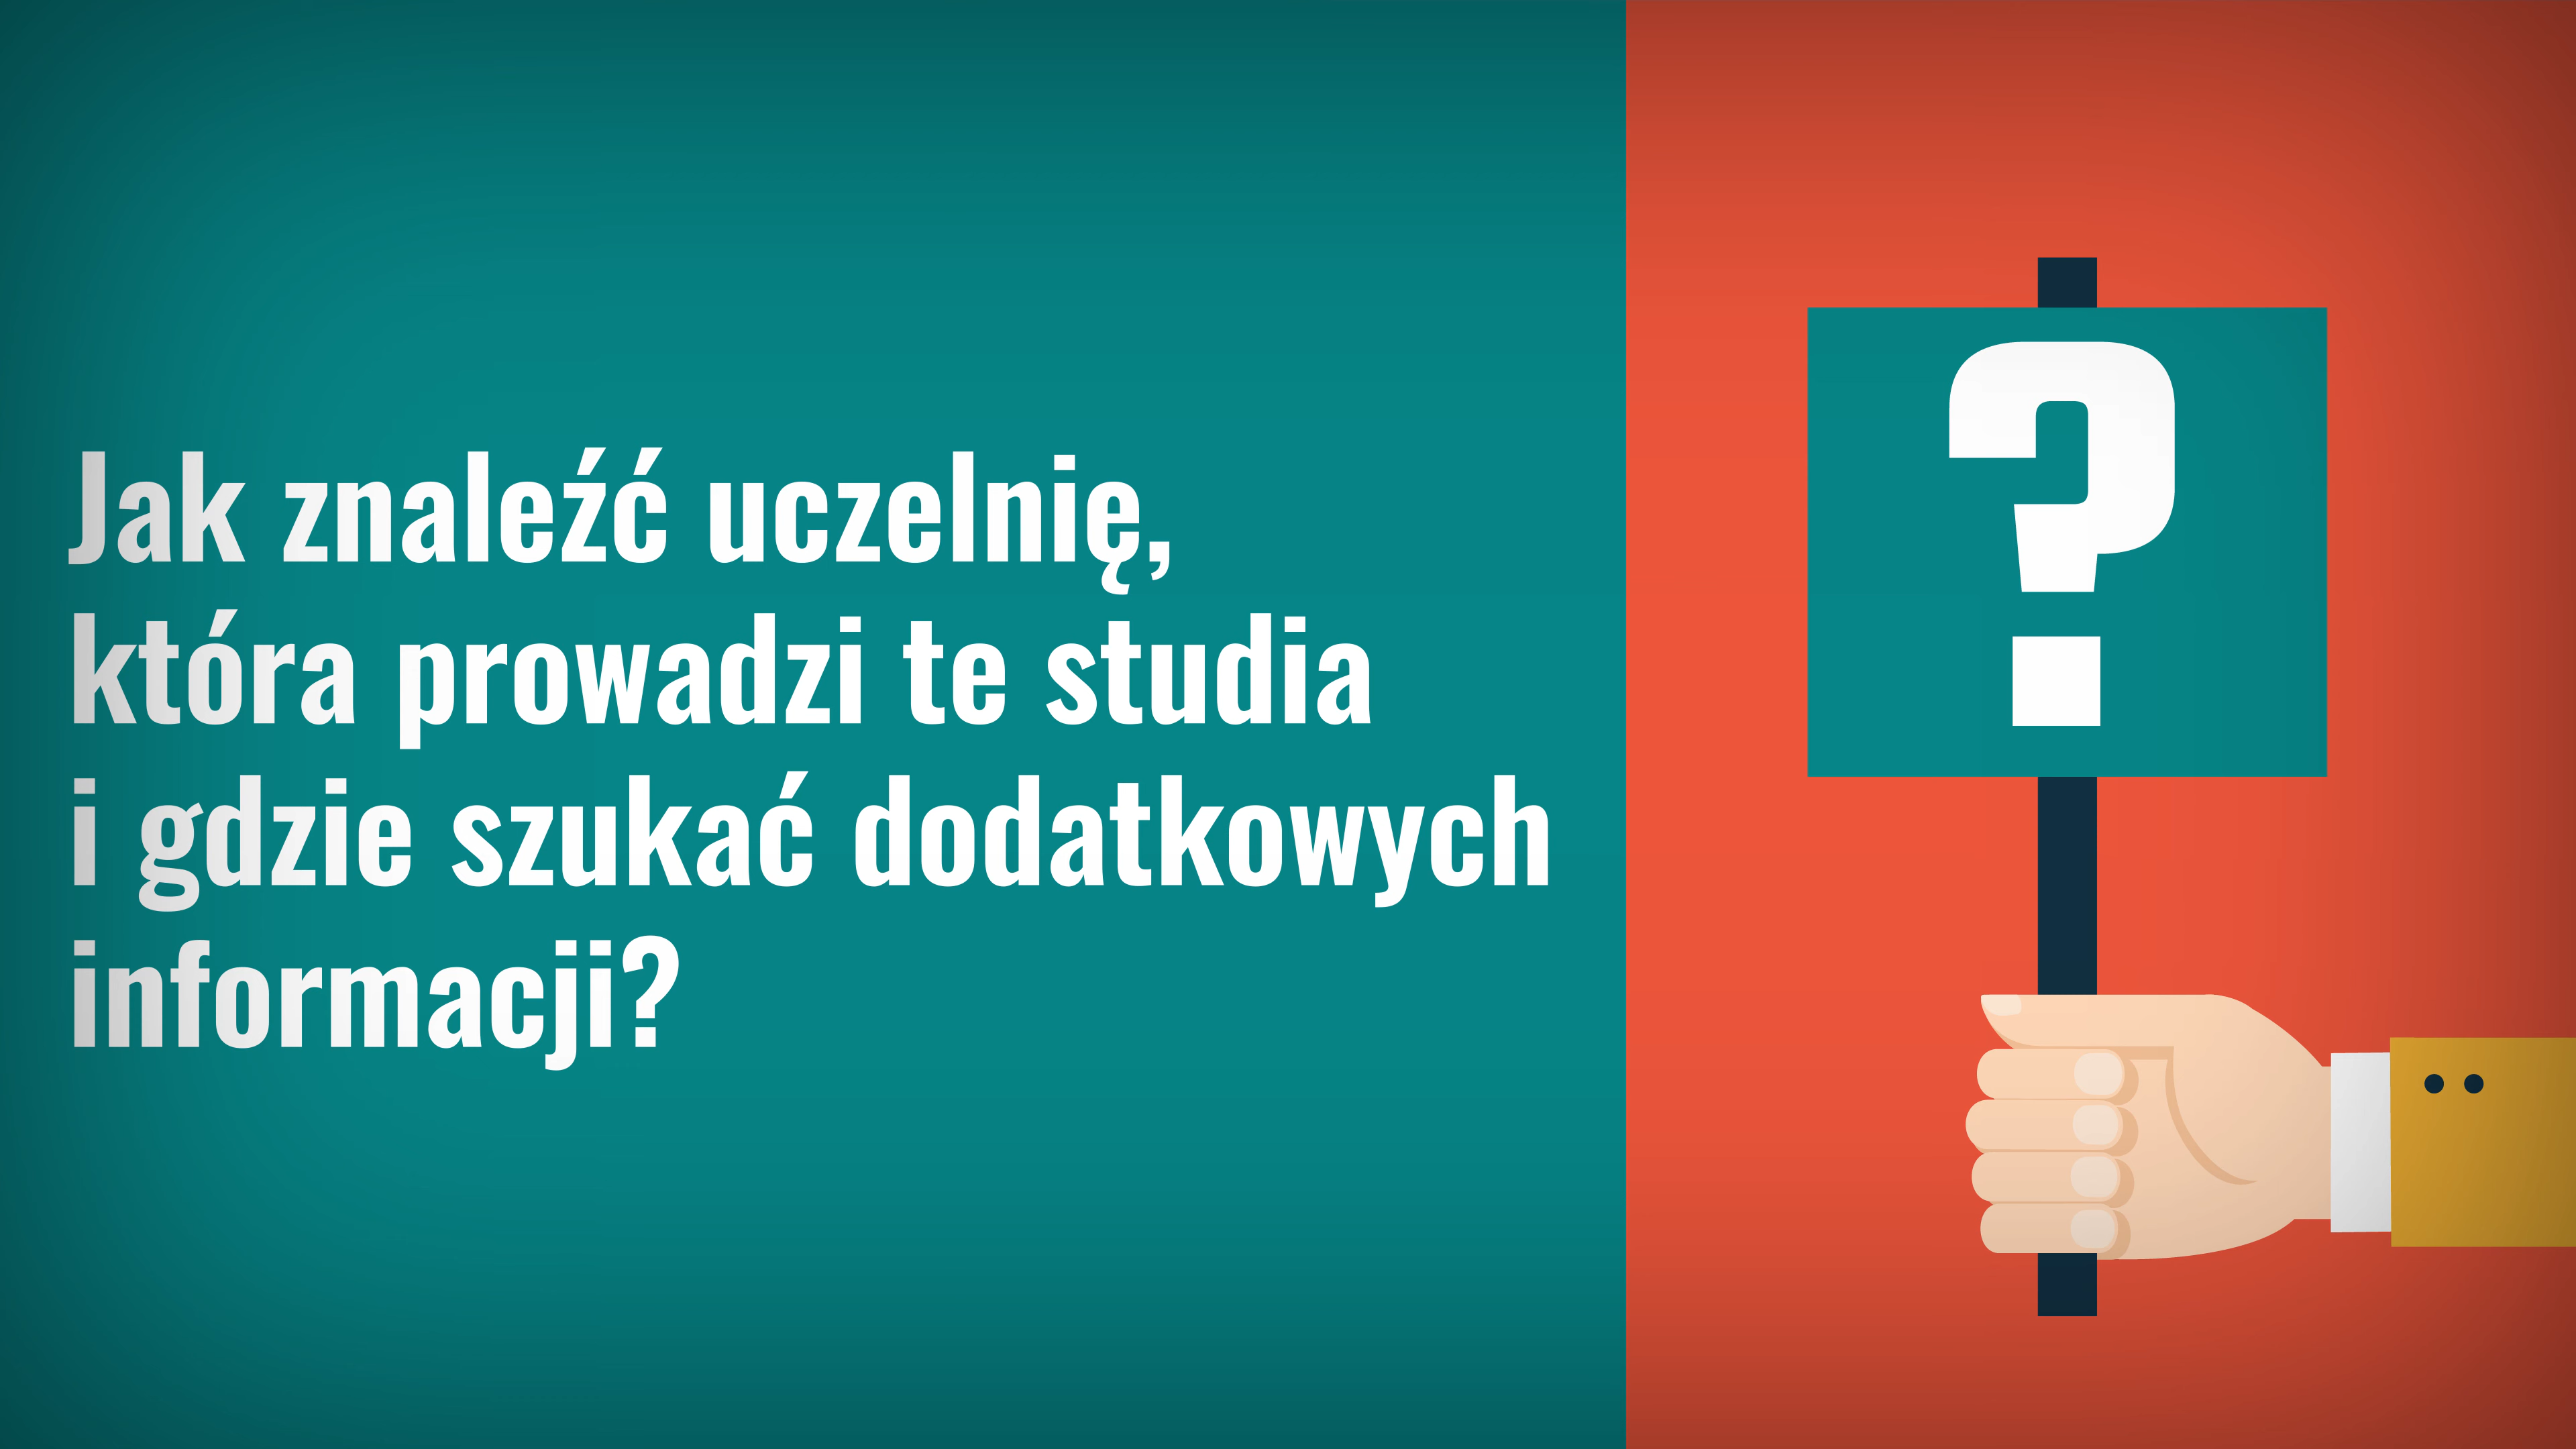 Jak znaleźć uczelnię,
która prowadzi te studia
i gdzie szukać dodatkowych
informacji?
?